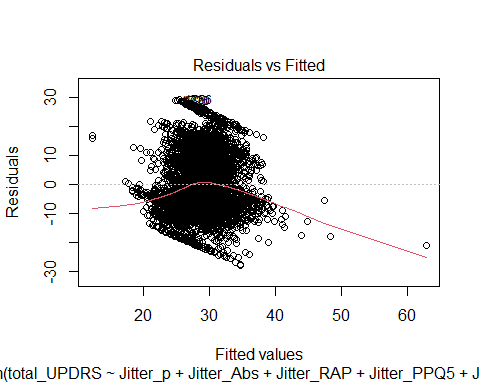 Residuals vs Fitted
Residuals
30
10
0
-10
-30
20
30
40
50
60
Fitted values
n(total_UPDRS ~ Jitter_p + Jitter_Abs + Jitter_RAP + Jitter_PPQ5 + J